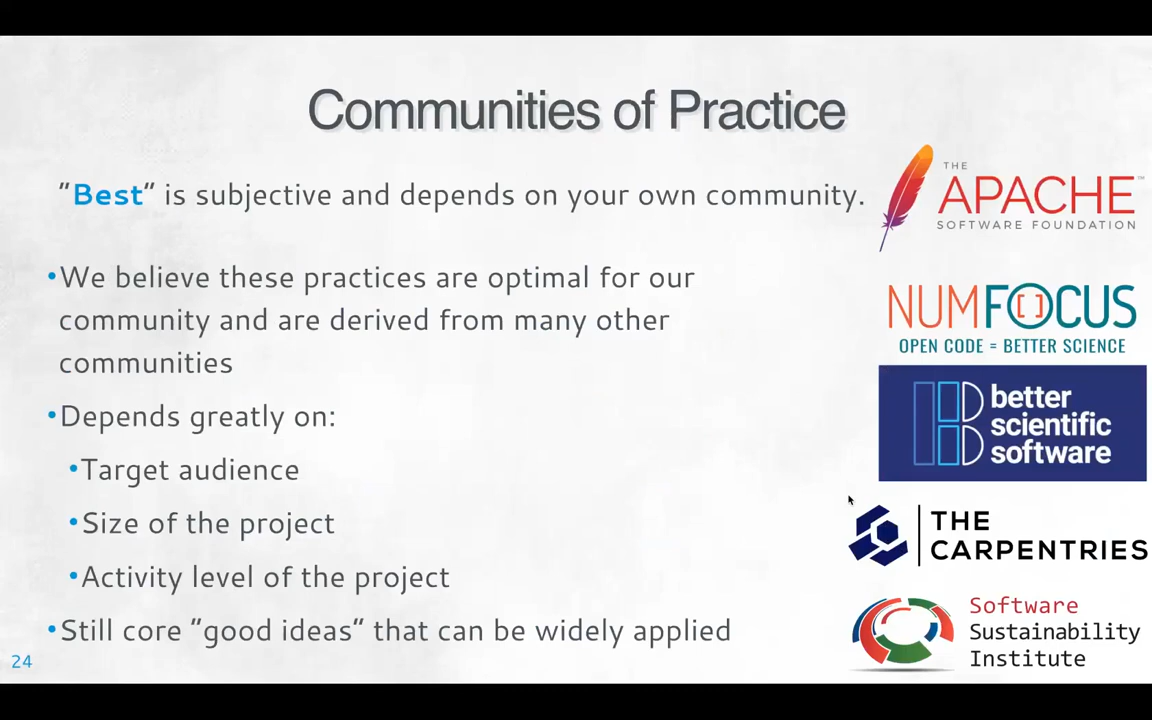 Communities of Practice
"Best" is subjective and depends on your own community.
•We believe these practices are optimal for our
community and are derived from many other
communities
•Depends greatly on:
•Target audience
•Size of the project
•Activity level of the project
•Still core "good ideas" that can be widely applied
24
THE
APACHE™
SOFTWARE FOUNDATION
NUMFOCUS
OPEN CODE = BETTER SCIENCE
better
scientific
software
THE
CARPENTRIES
Software
Sustainability
Institute